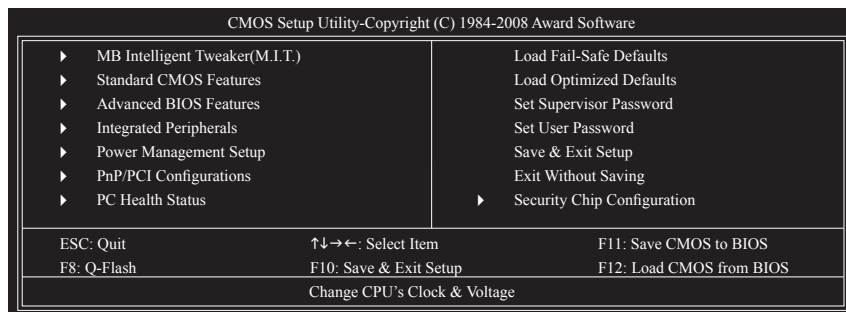 CMOS Setup Utility-Copyright (C) 1984-2008 Award Software
MB Intelligent Tweaker(M.I.T.)
Standard CMOS Features
Advanced BIOS Features
Integrated Peripherals
Power Management Setup
PnP/PCI Configurations
PC Health Status
Load Fail-Safe Defaults
Load Optimized Defaults
Set Supervisor Password
Set User Password
Save & Exit Setup
Exit Without Saving
Security Chip Configuration
ESC: Quit ↑↓→←: Select Item F11: Save CMOS to BIOS
F8: Q-Flash F10: Save & Exit Setup F12: Load CMOS from BIOS
Change CPU's Clock & Voltage